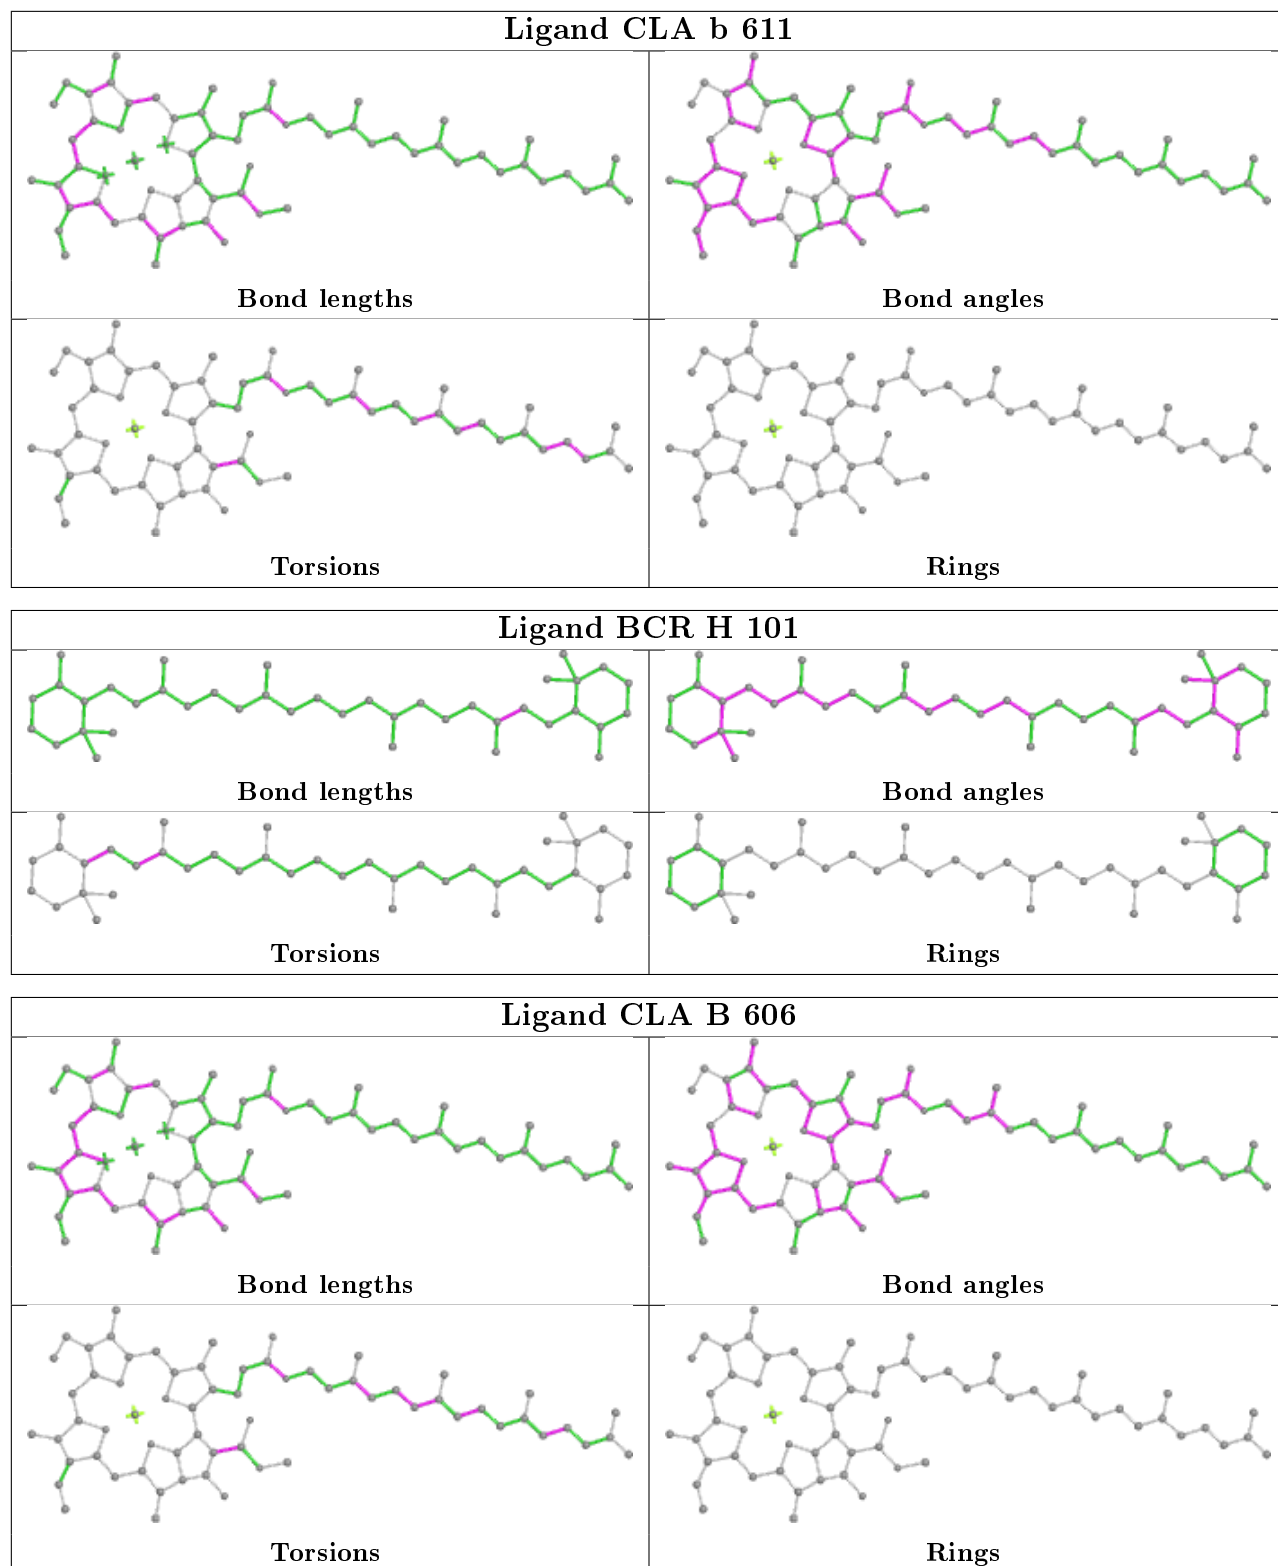 Ligand CLA b 611
Bond lengths
Bond angles
Torsions
Rings
Ligand BCR H 101
Bond lengths
Bond angles
Torsions
Rings
Ligand CLA B 606
Bond lengths
Bond angles
Torsions
Rings